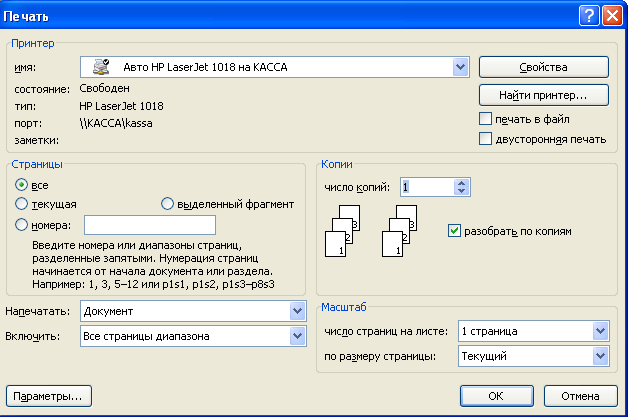 Печать
Принтер
имя: Авто HP LaserJet 1018 на КАССА
Свойства
состояние: Свободен
тип: HP LaserJet 1018
Найти принтер...
порт: \\КАССА\kassa
печать в файл
заметки:
двусторонняя печать
Страницы
все
текущая
выделенный фрагмент
номера:
Введите номера или диапазоны страниц,
разделенные запятыми. Нумерация страниц
начинается от начала документа или раздела.
Например: 1, 3, 5–12 или p1s1, p1s2, p1s3–p8s3
Копии
число копий: 1
3 3
2 2
1 1
разобрать по копиям
Напечатать: Документ
Включить: Все страницы диапазона
Масштаб
число страниц на листе: 1 страница
по размеру страницы: Текущий
Параметры...
ОК
Отмена